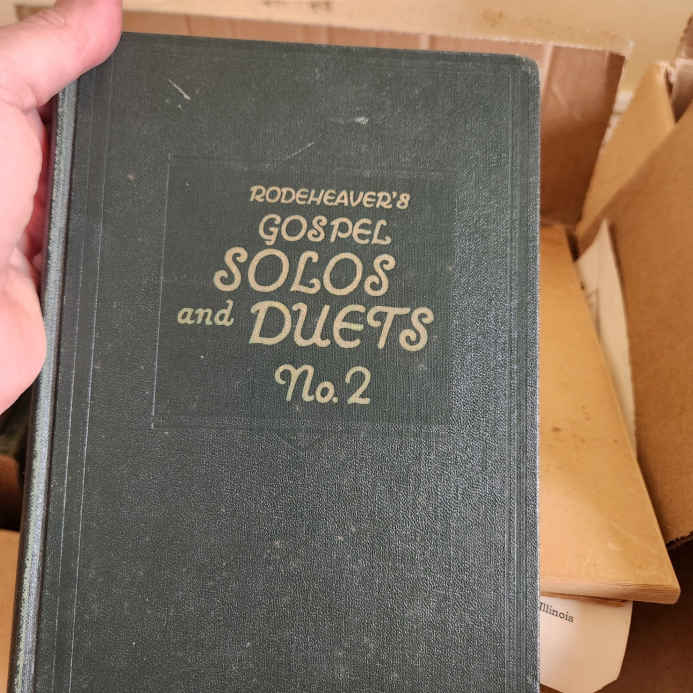 RODEHEAVER'S
GOSPEL
SOLOS
and DUETS
No. 2
Illinois